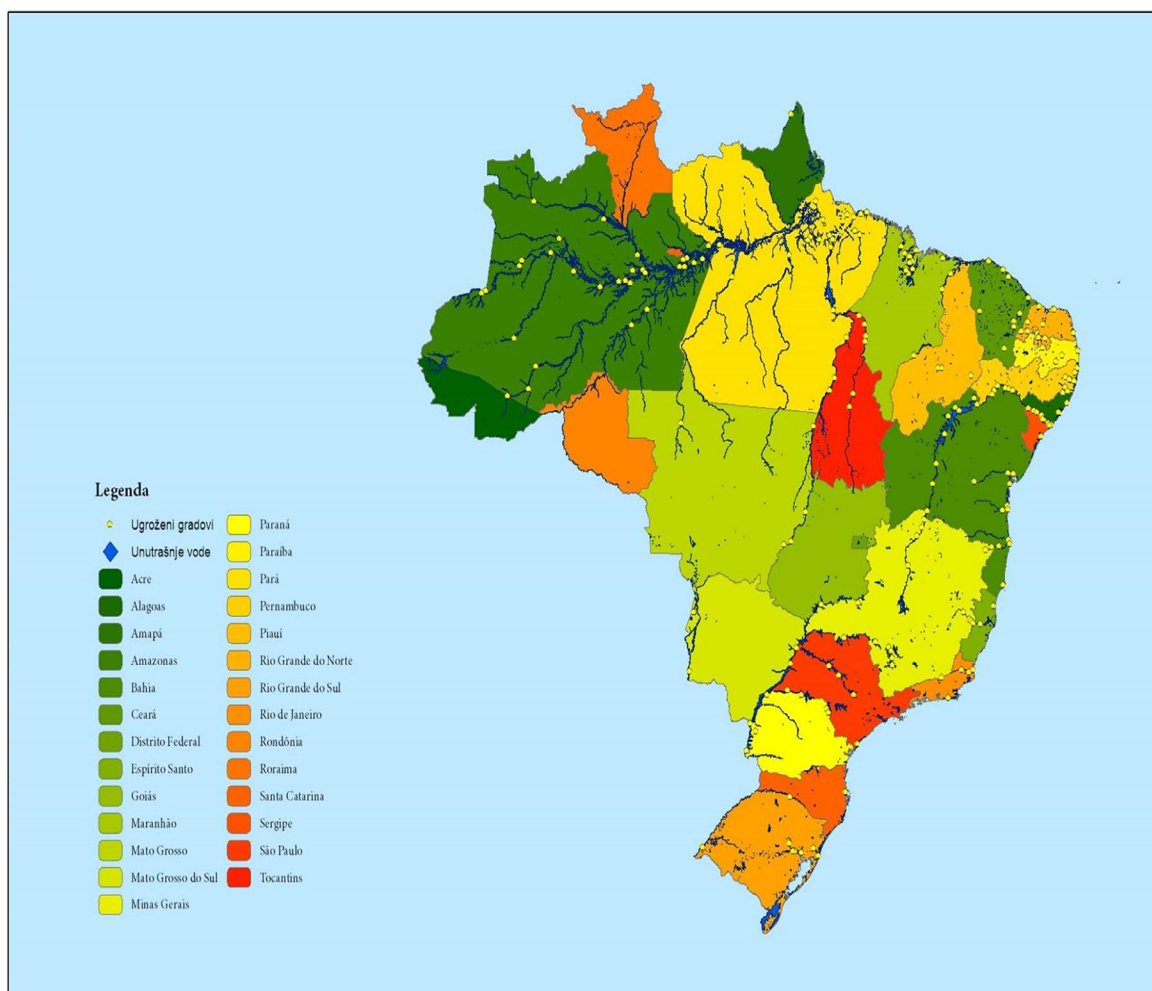 Legenda
Ugroženi gradovi
Unutrašnje vode
Acre
Alagoas
Amapá
Amazonas
Bahia
Ceará
Distrito Federal
Espírito Santo
Goiás
Maranhão
Mato Grosso
Mato Grosso do Sul
Minas Gerais
Paraná
Paraíba
Pará
Pernambuco
Piauí
Rio Grande do Norte
Rio Grande do Sul
Rio de Janeiro
Rondônia
Roraima
Santa Catarina
Sergipe
São Paulo
Tocantins